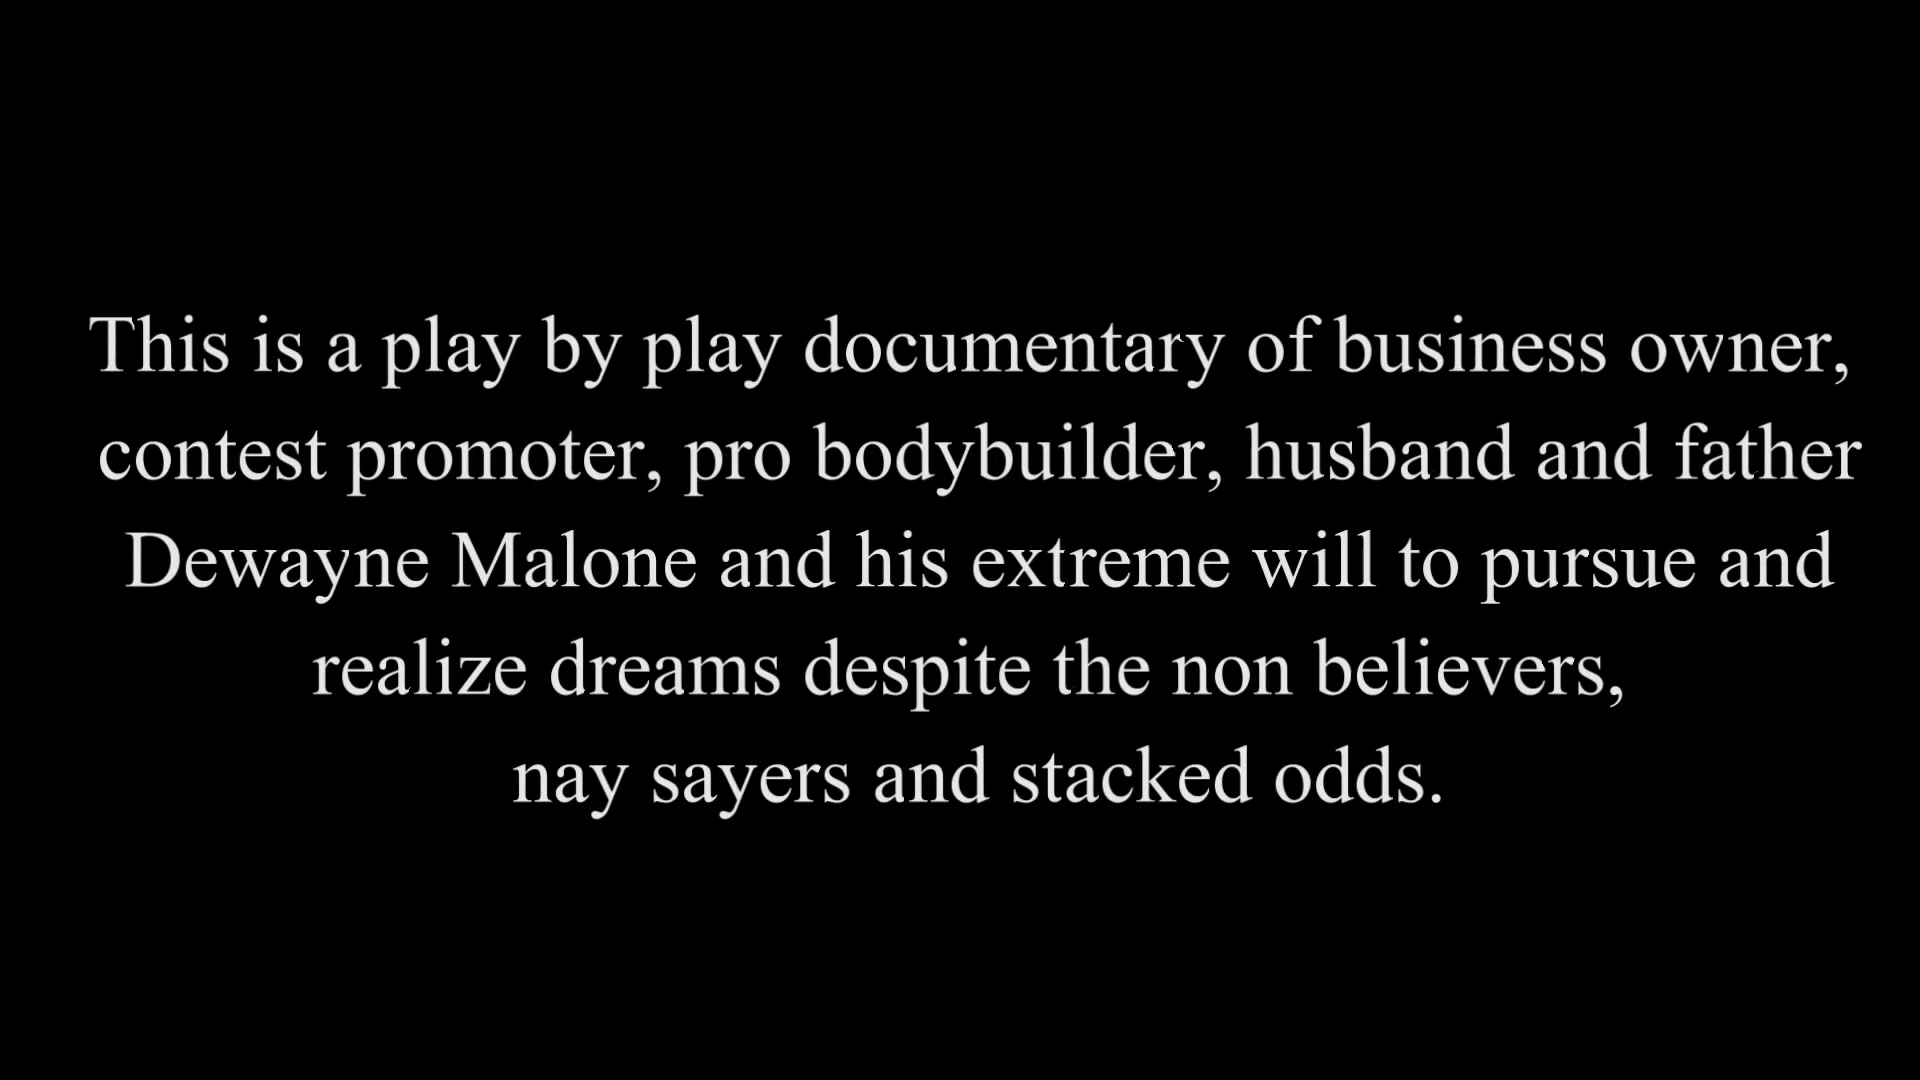 This is a play by play documentary of business owner,
contest promoter, pro bodybuilder, husband and father
Dewayne Malone and his extreme will to pursue and
realize dreams despite the non believers,
nay sayers and stacked odds.